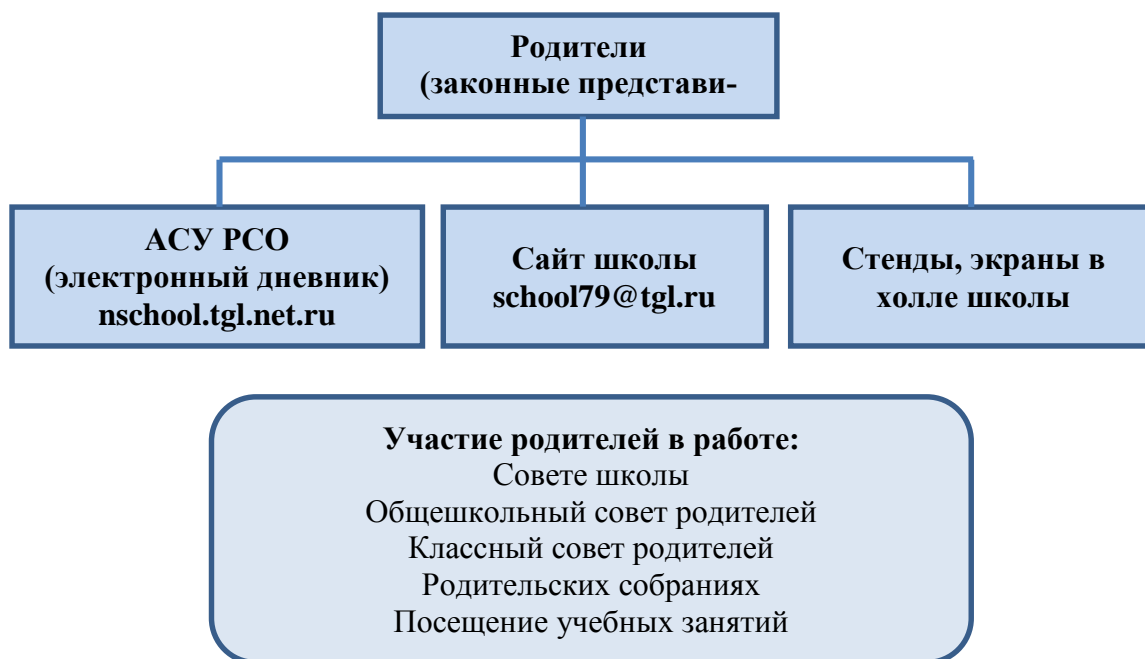 Родители
(законные представи-
АСУ РСО
(электронный дневник)
nschool.tgl.net.ru
Сайт школы
school79@tgl.ru
Стенды, экраны в
холле школы
Участие родителей в работе:
Совете школы
Общешкольный совет родителей
Классный совет родителей
Родительских собраниях
Посещение учебных занятий